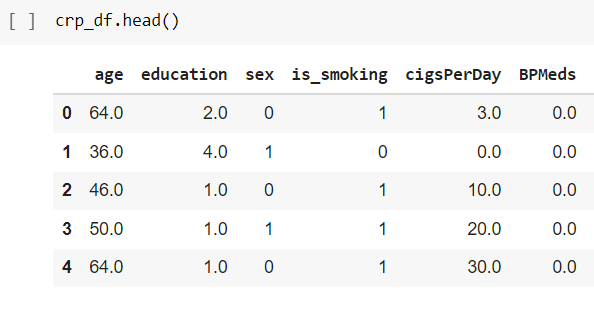 [ ] crp_df.head()
age education sex is_smoking cigsPerDay BPMeds
0 64.0 2.0 0 1 3.0 0.0
1 36.0 4.0 1 0 0.0 0.0
2 46.0 1.0 0 1 10.0 0.0
3 50.0 1.0 1 1 20.0 0.0
4 64.0 1.0 0 1 30.0 0.0